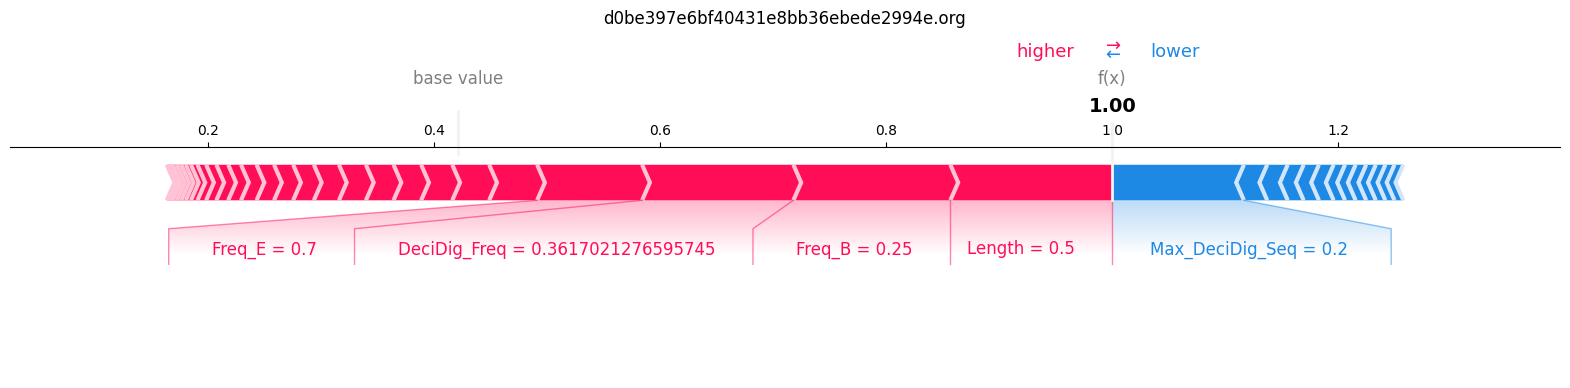 d0be397e6bf40431e8bb36ebede2994e.org
higher ⇄ lower
base value f(x)
1.00
0.2 0.4 0.6 0.8 1.0 1.2
Freq_E = 0.7 DeciDig_Freq = 0.3617021276595745 Freq_B = 0.25 Length = 0.5 Max_DeciDig_Seq = 0.2